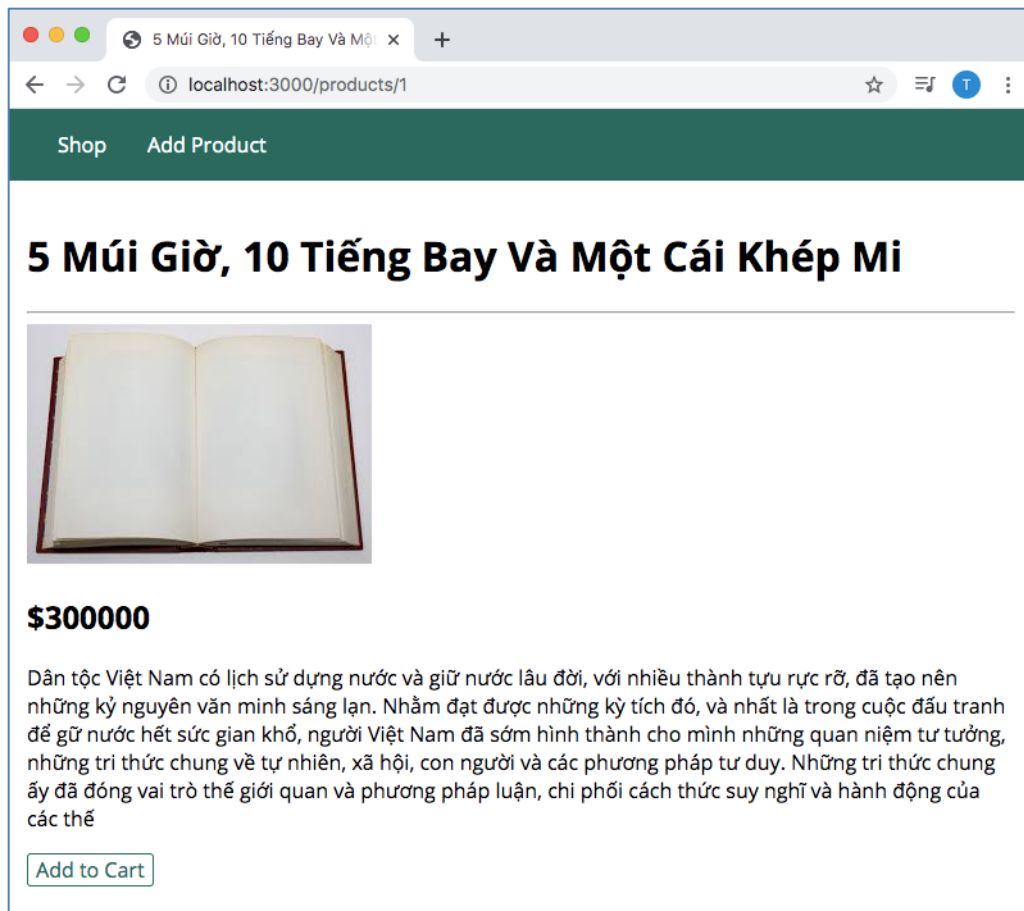 5 Múi Giờ, 10 Tiếng Bay Và Một
localhost:3000/products/1
T
Shop Add Product
5 Múi Giờ, 10 Tiếng Bay Và Một Cái Khép Mi
$300000
Dân tộc Việt Nam có lịch sử dựng nước và giữ nước lâu đời, với nhiều thành tựu rực rỡ, đã tạo nên
những kỷ nguyên văn minh sáng lạn. Nhằm đạt được những kỳ tích đó, và nhất là trong cuộc đấu tranh
để gữ nước hết sức gian khổ, người Việt Nam đã sớm hình thành cho mình những quan niệm tư tưởng,
những tri thức chung về tự nhiên, xã hội, con người và các phương pháp tư duy. Những tri thức chung
ấy đã đóng vai trò thế giới quan và phương pháp luận, chi phối cách thức suy nghĩ và hành động của
các thế
Add to Cart